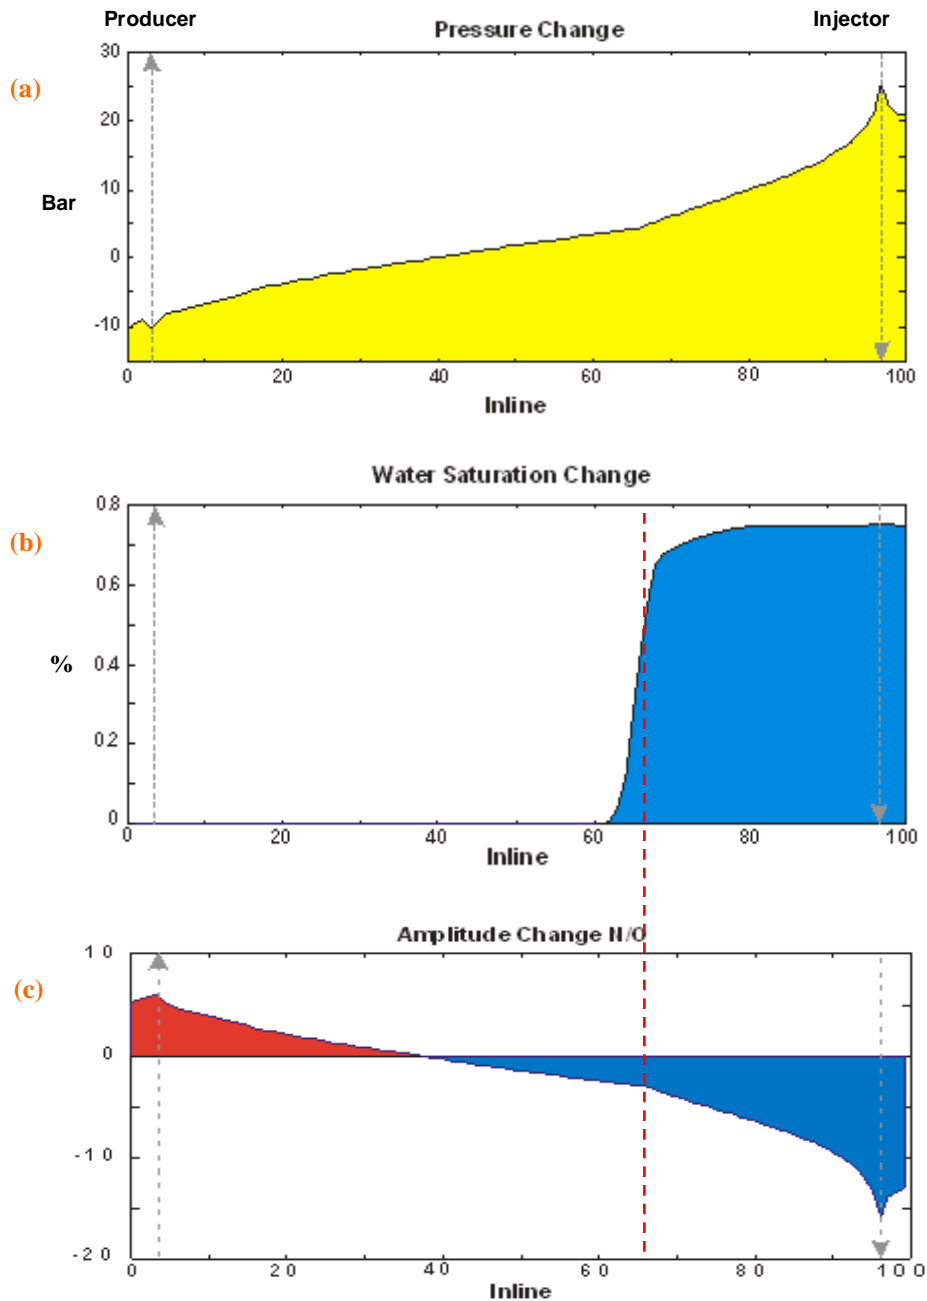 Producer Injector
Pressure Change
(a)
30
20
10
0
-10
Bar
0 20 40 60 80 100
Inline
Water Saturation Change
(b)
0.8
0.6
0.4
02
0
%
0 20 40 60 80 100
Inline
Amplitude Change N/O
(c)
1 0
0
-1 0
-2 0
0 2 0 4 0 6 0 8 0 1 0 0
Inline